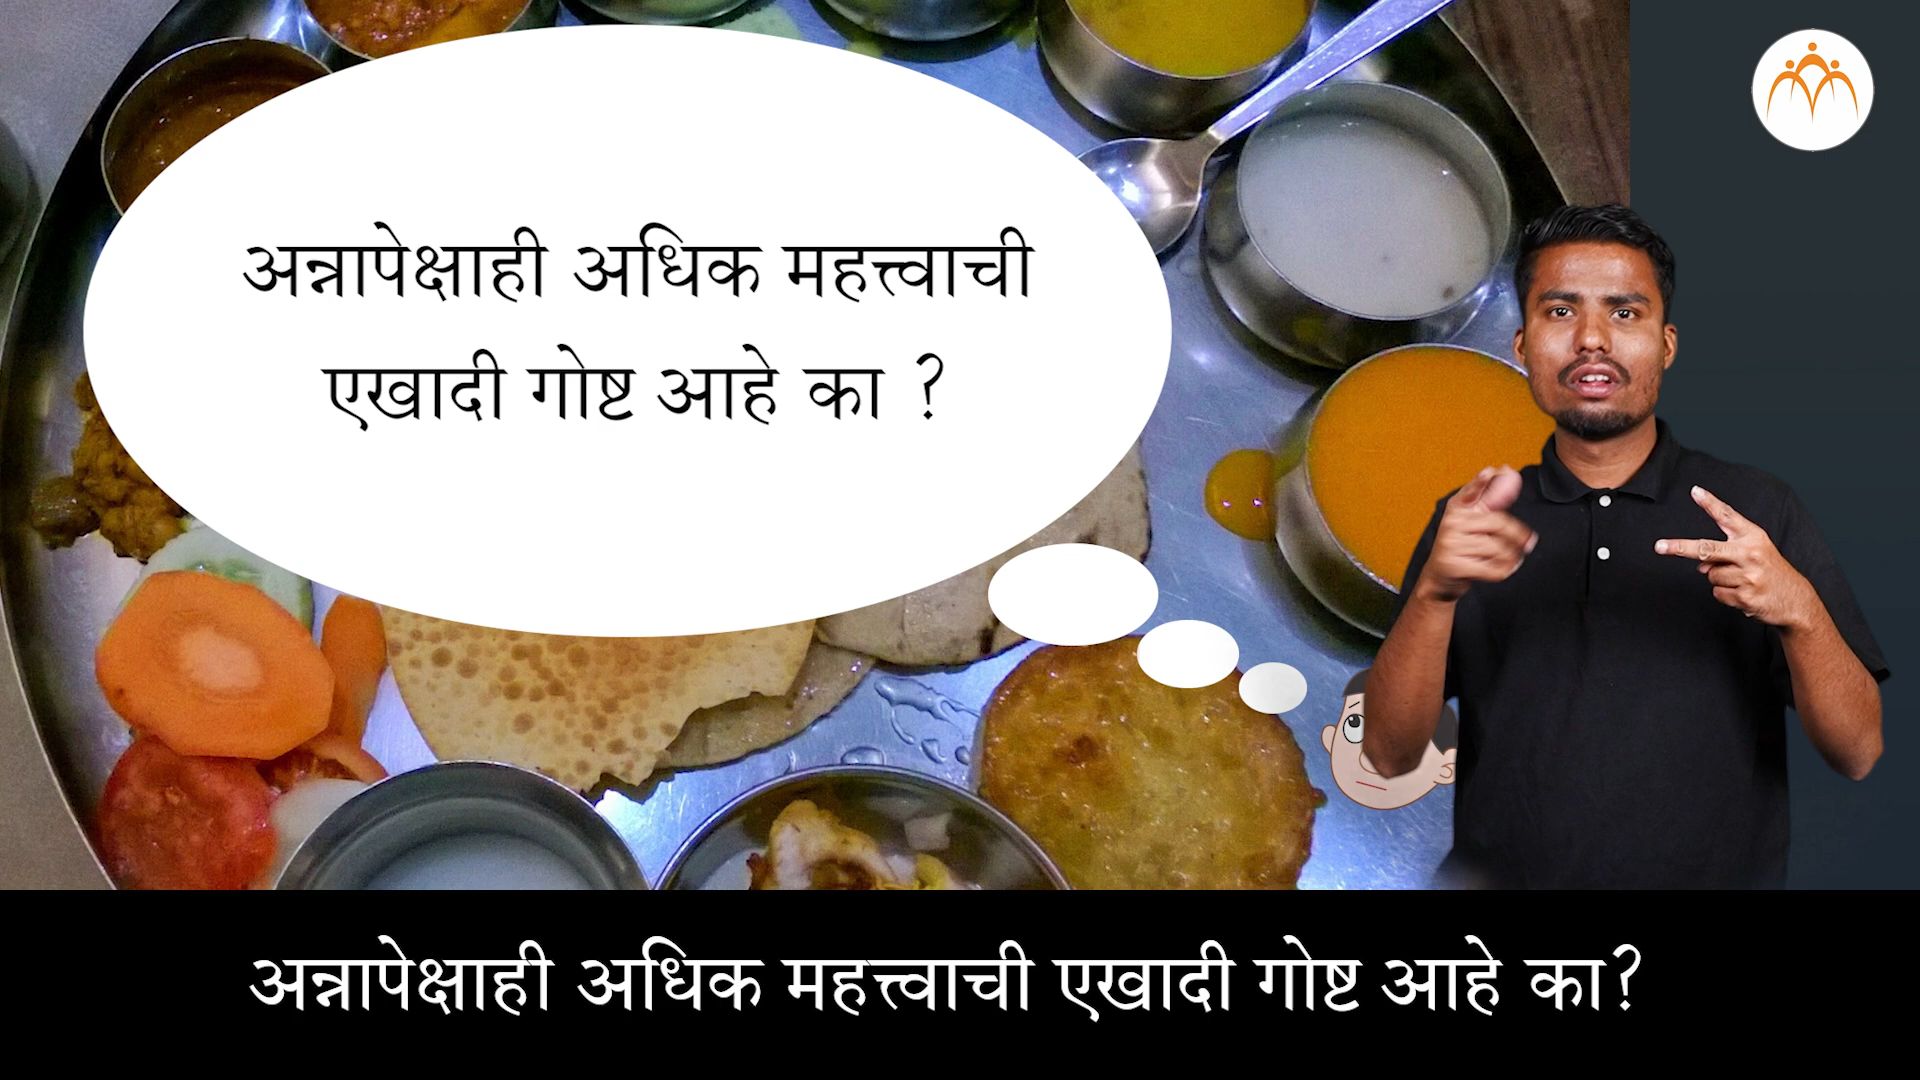 अन्नापेक्षाही अधिक महत्त्वाची
एखादी गोष्ट आहे का ?
अन्नापेक्षाही अधिक महत्त्वाची एखादी गोष्ट आहे का?